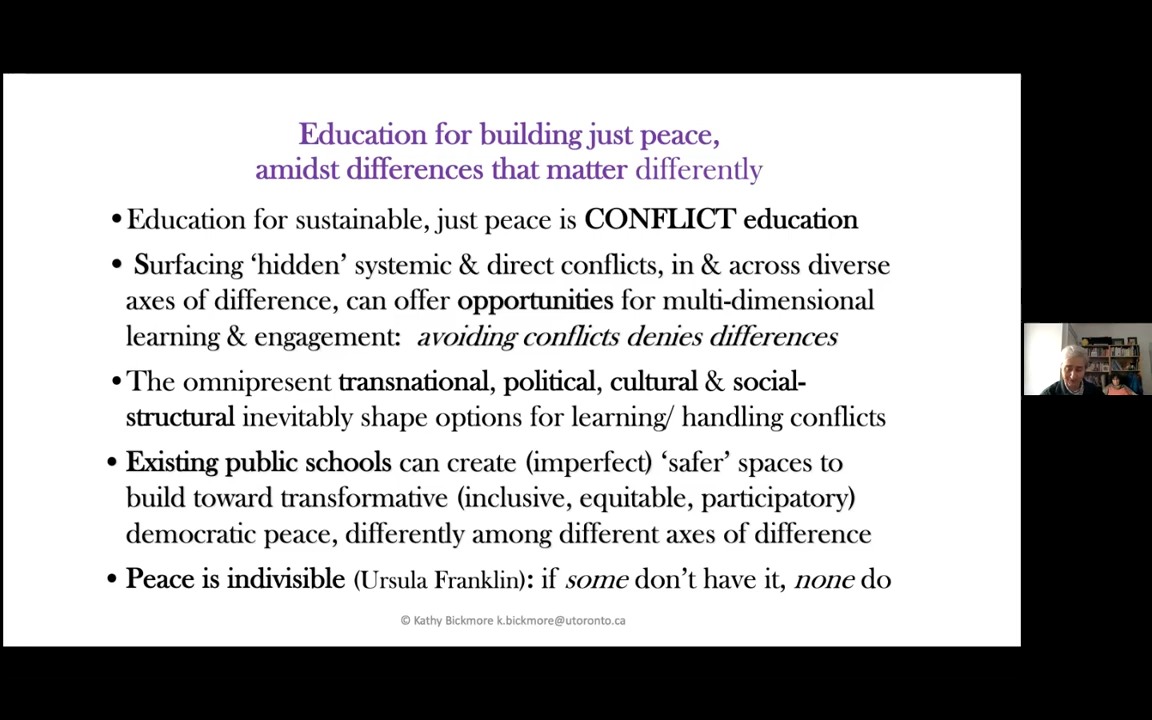 Education for building just peace,
amidst differences that matter differently
•Education for sustainable, just peace is CONFLICT education
• Surfacing ‘hidden’ systemic & direct conflicts, in & across diverse
axes of difference, can offer opportunities for multi-dimensional
learning & engagement: avoiding conflicts denies differences
•The omnipresent transnational, political, cultural & social-
structural inevitably shape options for learning/ handling conflicts
• Existing public schools can create (imperfect) ‘safer’ spaces to
build toward transformative (inclusive, equitable, participatory)
democratic peace, differently among different axes of difference
• Peace is indivisible (Ursula Franklin): if some don’t have it, none do
© Kathy Bickmore k.bickmore@utoronto.ca